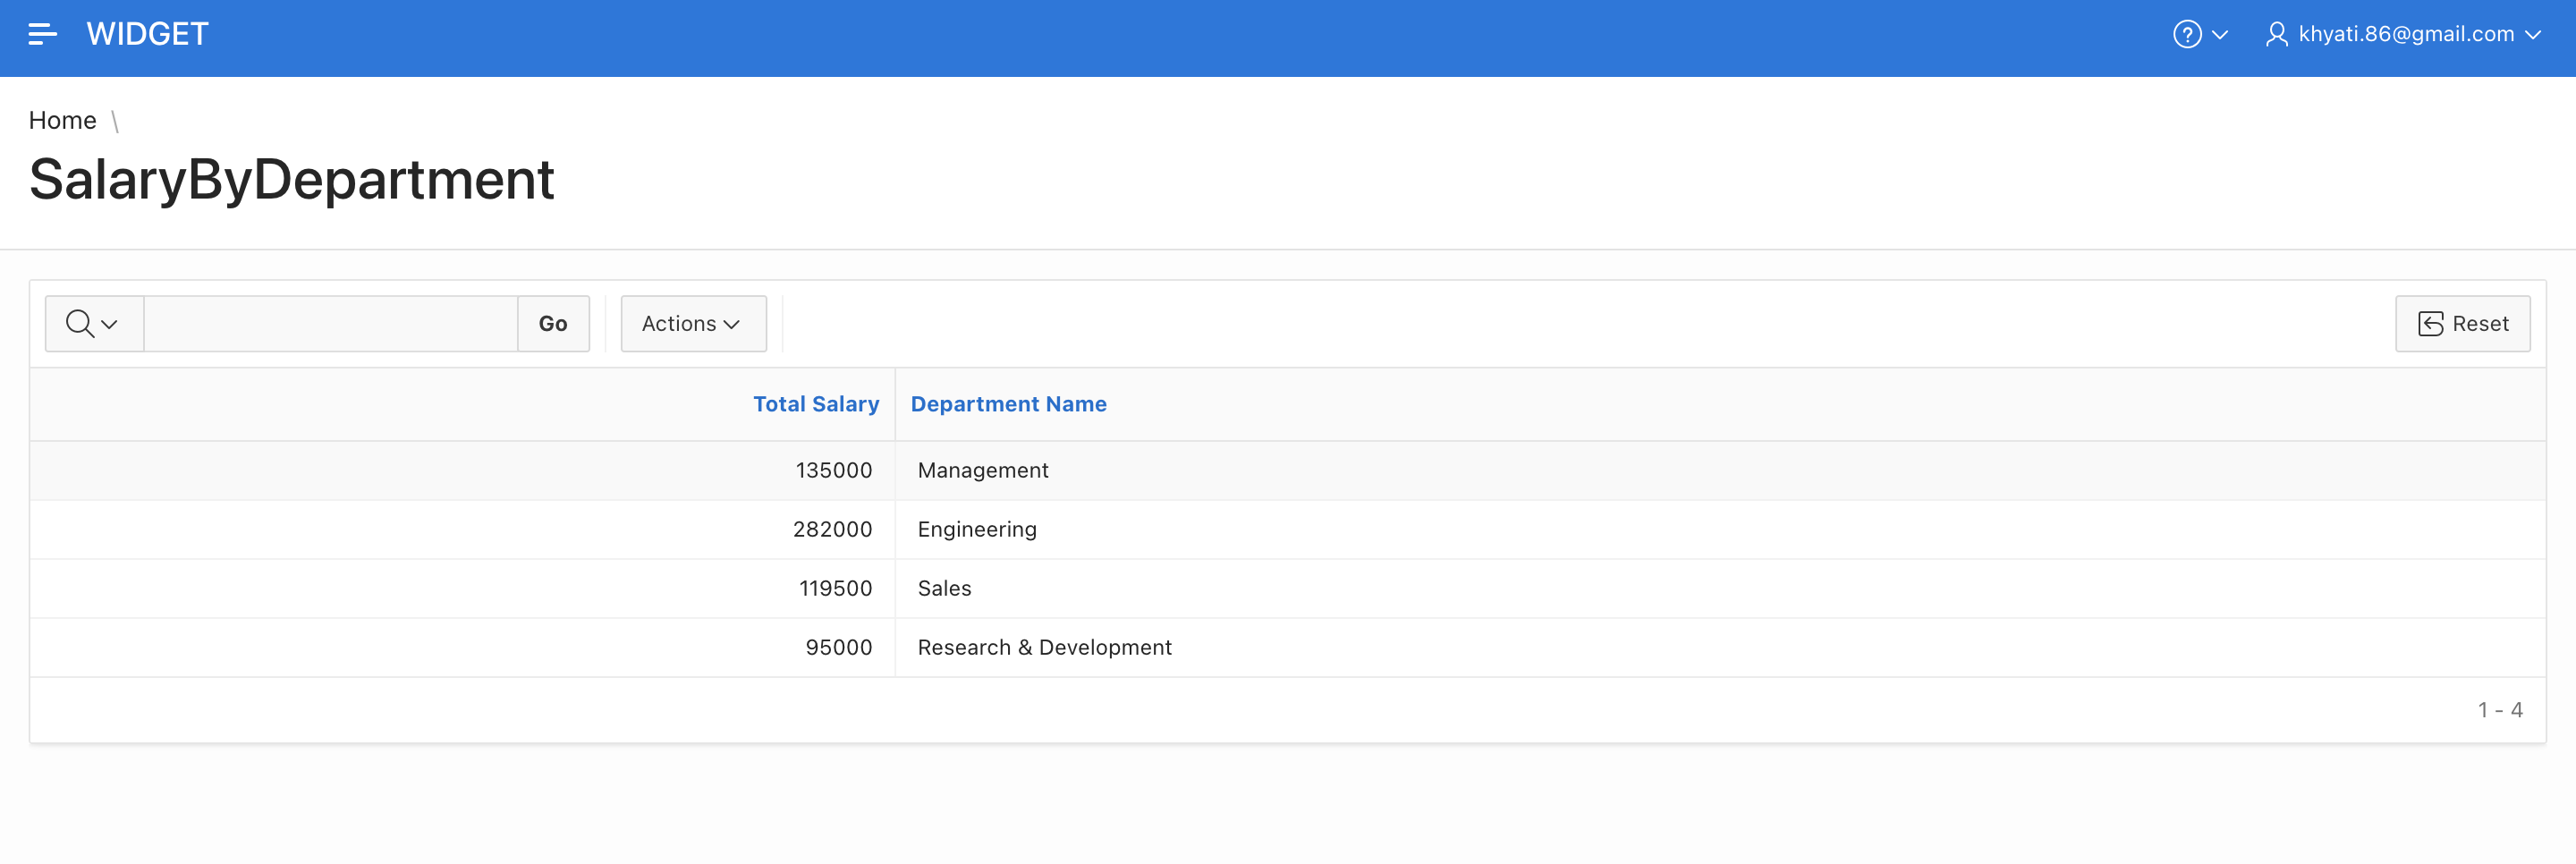 WIDGET
khyati.86@gmail.com
Home \
SalaryByDepartment
Go
Actions
Reset
Total Salary Department Name
135000 Management
282000 Engineering
119500 Sales
95000 Research & Development
1 - 4